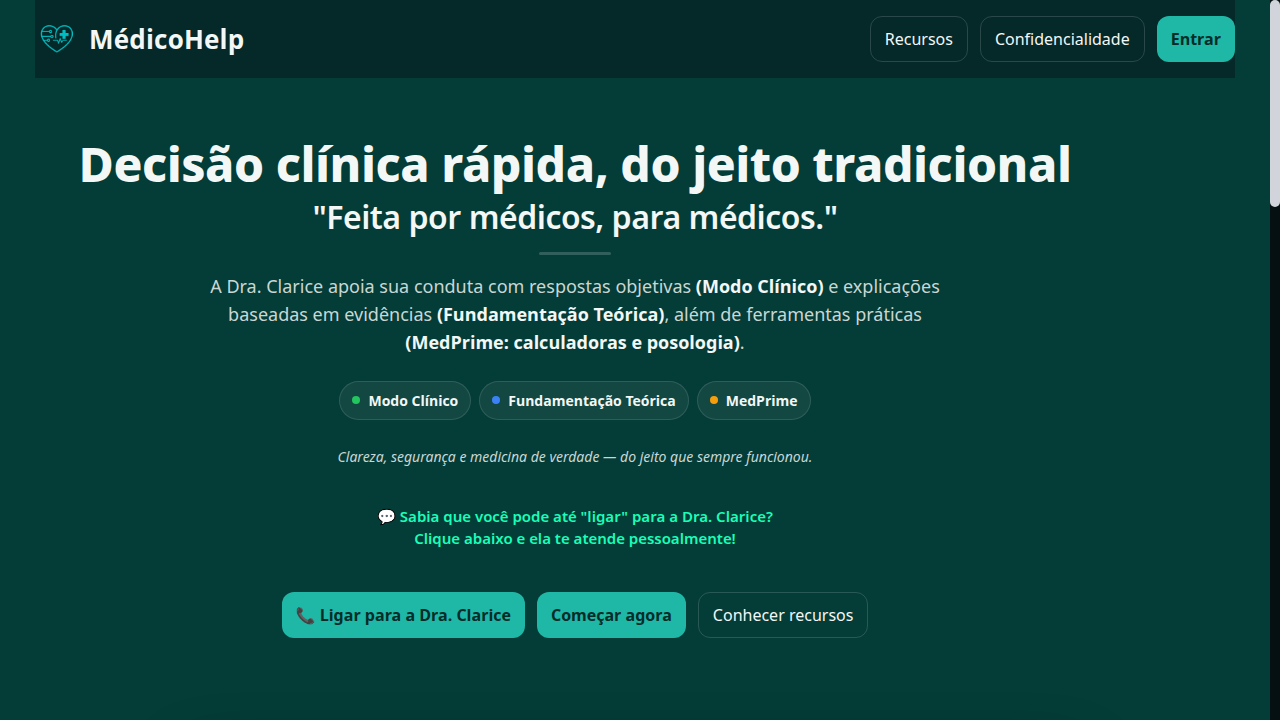 MédicoHelp
Recursos
Confidencialidade
Entrar
Decisão clínica rápida, do jeito tradicional
"Feita por médicos, para médicos."
A Dra. Clarice apoia sua conduta com respostas objetivas (Modo Clínico) e explicações
baseadas em evidências (Fundamentação Teórica), além de ferramentas práticas
(MedPrime: calculadoras e posologia).
Modo Clínico
Fundamentação Teórica
MedPrime
Clareza, segurança e medicina de verdade — do jeito que sempre funcionou.
💬 Sabia que você pode até "ligar" para a Dra. Clarice?
Clique abaixo e ela te atende pessoalmente!
📞 Ligar para a Dra. Clarice
Começar agora
Conhecer recursos